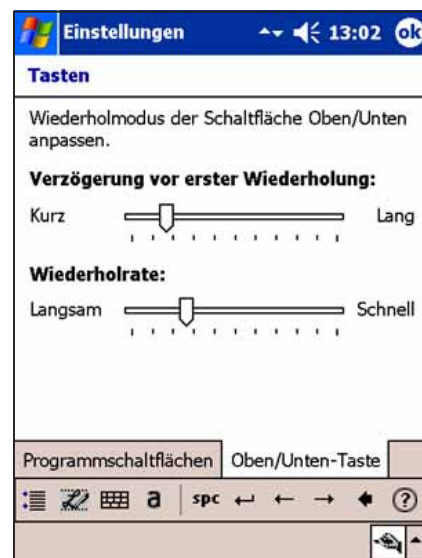 Einstellungen 13:02 ok
Tasten
Wiederholmodus der Schaltfläche Oben/Unten
anpassen.
Verzögerung vor erster Wiederholung:
Kurz Lang
Wiederholrate:
Langsam Schnell
Programmschaltflächen Oben/Unten-Taste
a spc ?